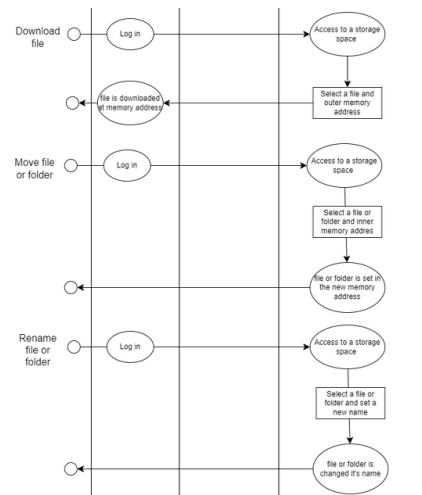 Download
file
Log in
Access to a storage
space
file is downloaded
at memory address
Select a file and
outer memory
address
Move file
or folder
Log in
Access to a storage
space
Select a file or
folder and inner
memory addres
file or folder is set in
the new memory
address
Rename
file or
folder
Log in
Access to a storage
space
Select a file or
folder and set a
new name
file or folder is
changed it's name